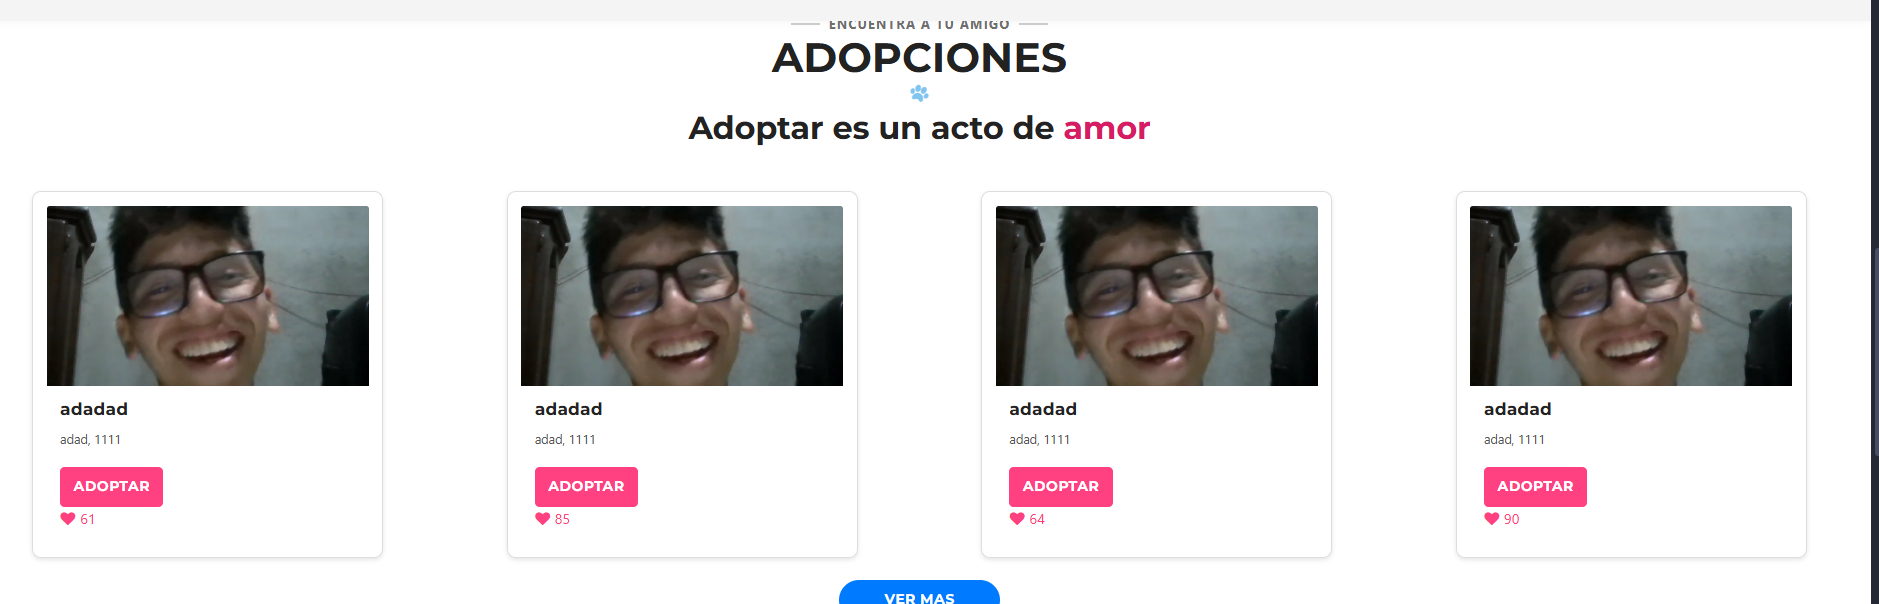 ENCUENTRA A TU AMIGO
ADOPCIONES
Adoptar es un acto de amor
adadad
adad, 1111
ADOPTAR
61
adadad
adad, 1111
ADOPTAR
85
adadad
adad, 1111
ADOPTAR
64
adadad
adad, 1111
ADOPTAR
90
VER MAS